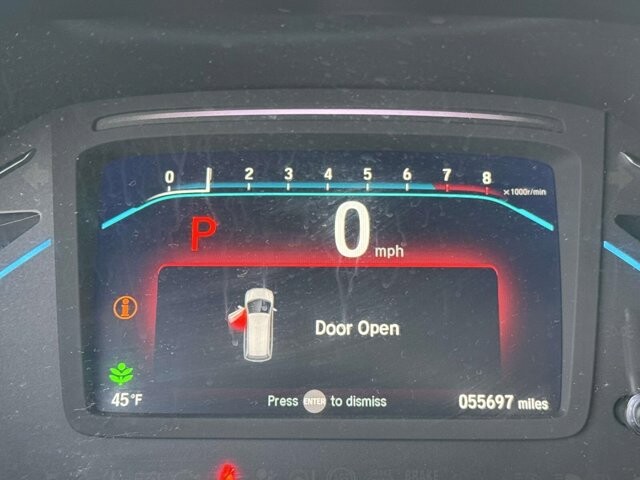 0 2 3 4 5 6 7 8
x1000r/min
P 0 mph
i
Door Open
45°F
Press ENTER to dismiss
055697 miles